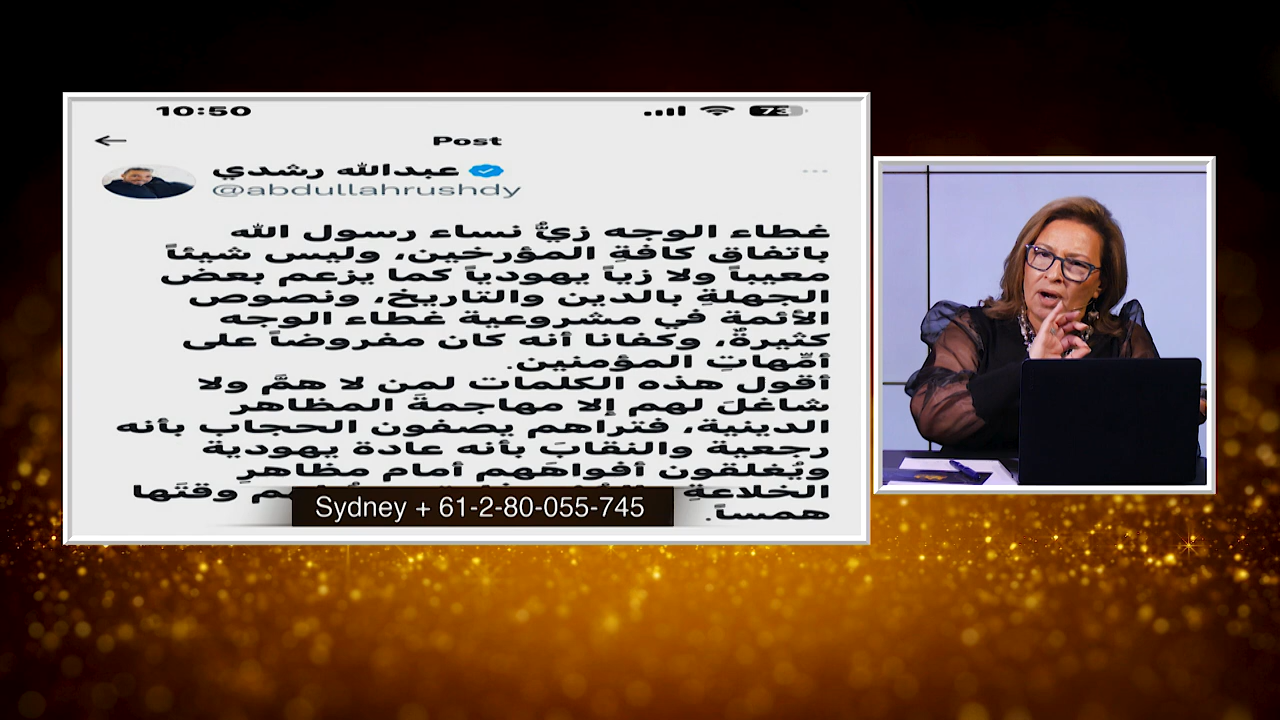 10:50
73
Post
عبدالله رشدي
@abdullahrushdy
غطاء الوجه زيُّ نساء رسول الله
باتفاق كافةِ المؤرخين، وليس شيئاً
معيباً ولا زياً يهودياً كما يزعم بعض
الجهلةِ بالدين والتاريخ، ونصوص
الأئمة في مشروعية غطاء الوجه
كثيرةٌ، وكفانا أنه كان مفروضاً على
أمّهاتِ المؤمنين.
أقول هذه الكلمات لمن لا همَّ ولا
شاغلَ لهم إلا مهاجمةَ المظاهر
الدينية، فتراهم يصفون الحجاب بأنه
رجعية والنقابَ بأنه عادة يهودية
ويُغلقون أفواهَهم أمام مظاهرِ
الخلاعةِ وقتَها
همساً.
Sydney + 61-2-80-055-745